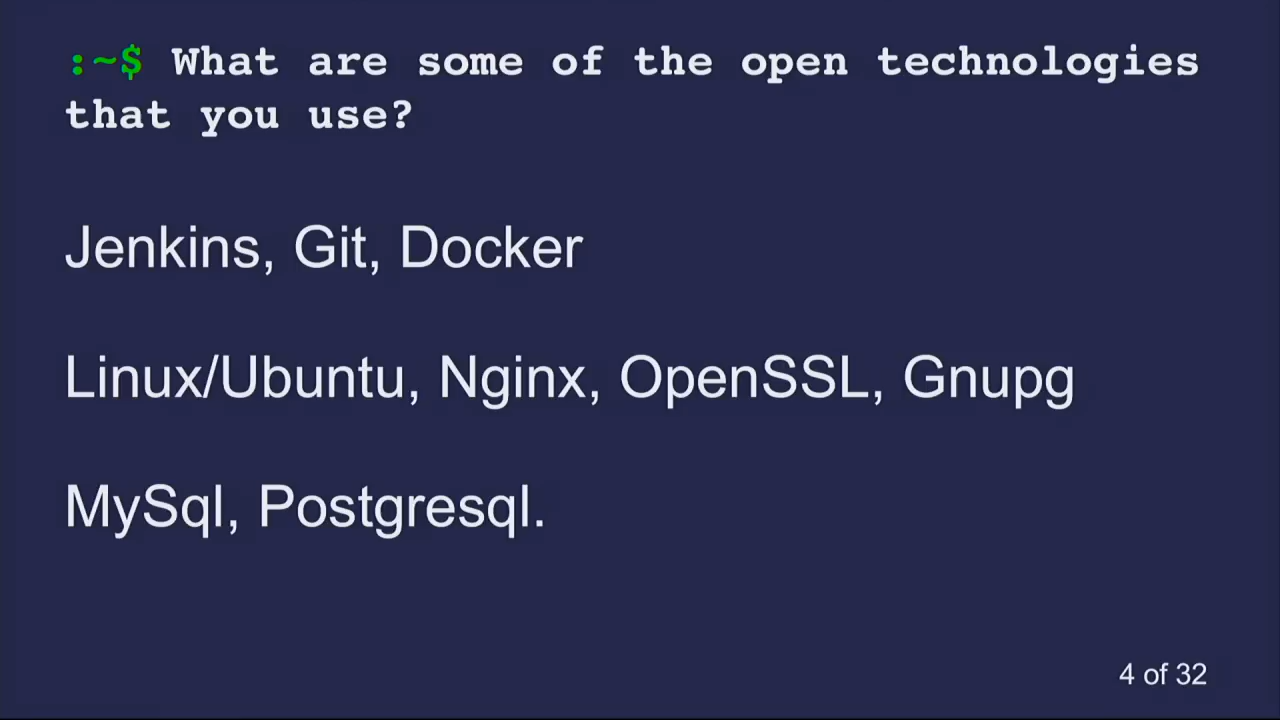 :~$ What are some of the open technologies
that you use?
Jenkins, Git, Docker
Linux/Ubuntu, Nginx, OpenSSL, Gnupg
MySql, Postgresql.
4 of 32